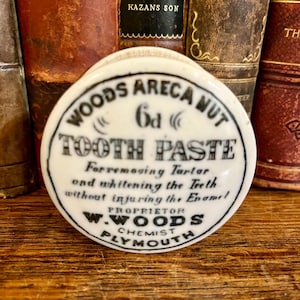 KAZANS SON
WOODS ARECA NUT
6d
TOOTH PASTE
For removing Tartar
and whitening the Teeth
without injuring the Enamel
PROPRIETOR
W. WOODS
CHEMIST
PLYMOUTH